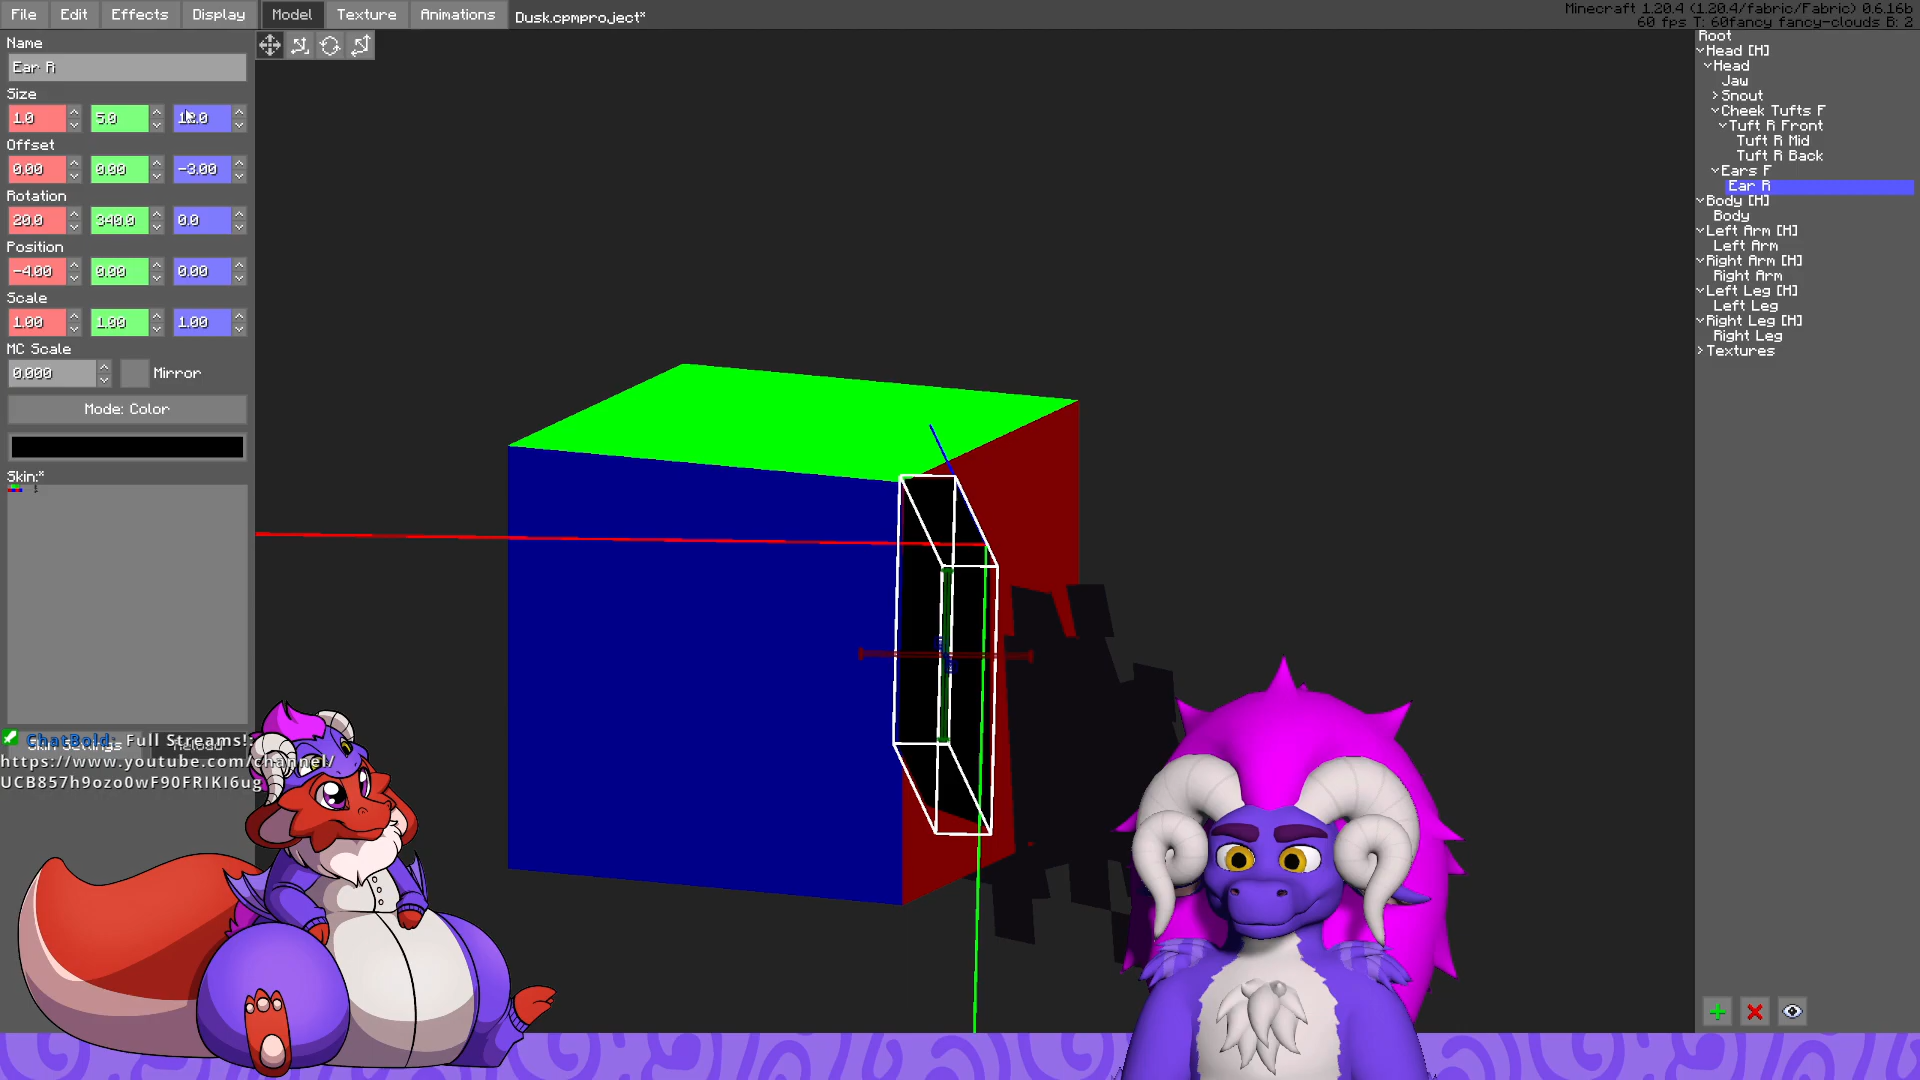 File Edit Effects Display Model Texture Animations Dusk.cpmproject*
Minecraft 1.20.4 (1.20.4/fabric/Fabric) 0.6.16b
60 fps T: 60fancy fancy-clouds B: 2
Name
Ear R
Size
1.0 5.0
Offset
0.00 0.00 -3.00
Rotation
20.0 349.9 0.0
Position
-4.00 0.00 0.00
Scale
1.00 1.00 1.00
MC Scale
0.000 Mirror
Mode: Color
Skin:*
Skin Settings Reload
ChatBold: Full Streams!:
https://www.youtube.com/channel/
UCB857h9ozo0wF90FRIKI6ug
Root
Head [H]
Head
Jaw
Snout
Cheek Tufts F
Tuft R Front
Tuft R Mid
Tuft R Back
Ears F
Ear R
Body [H]
Body
Left Arm [H]
Left Arm
Right Arm [H]
Right Arm
Left Leg [H]
Left Leg
Right Leg [H]
Right Leg
Textures